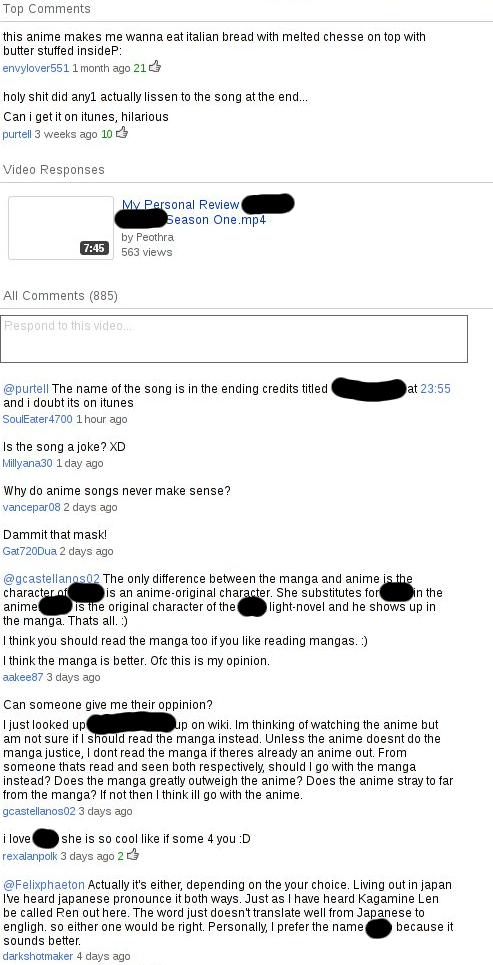 Top Comments
this anime makes me wanna eat italian bread with melted chesse on top with
butter stuffed insideP:
envylover551 1 month ago 21
holy shit did any1 actually lissen to the song at the end...
Can i get it on itunes, hilarious
purtell 3 weeks ago 10
Video Responses
My Personal Review
Season One.mp4
by Peothra
7:45
563 views
All Comments (885)
Respond to this video...
@purtell The name of the song is in the ending credits titled at 23:55
and i doubt its on itunes
SoulEater4700 1 hour ago
Is the song a joke? XD
Millyana30 1 day ago
Why do anime songs never make sense?
vancepar08 2 days ago
Dammit that mask!
Gat720Dua 2 days ago
@gcastellanos02 The only difference between the manga and anime is the
character of is an anime-original character. She substitutes for in the
anime is the original character of the light-novel and he shows up in
the manga. Thats all. :)
I think you should read the manga too if you like reading mangas. :)
I think the manga is better. Ofc this is my opinion.
aakee87 3 days ago
Can someone give me their oppinion?
I just looked up up on wiki. Im thinking of watching the anime but
am not sure if I should read the manga instead. Unless the anime doesnt do the
manga justice, I dont read the manga if theres already an anime out. From
someone thats read and seen both respectively, should I go with the manga
instead? Does the manga greatly outweigh the anime? Does the anime stray to far
from the manga? If not then I think ill go with the anime.
gcastellanos02 3 days ago
i love she is so cool like if some 4 you :D
rexalanpolk 3 days ago 2
@Felixphaeton Actually it's either, depending on the your choice. Living out in japan
I've heard japanese pronounce it both ways. Just as I have heard Kagamine Len
be called Ren out here. The word just doesn't translate well from Japanese to
engligh. so either one would be right. Personally, I prefer the name because it
sounds better.
darkshotmaker 4 days ago